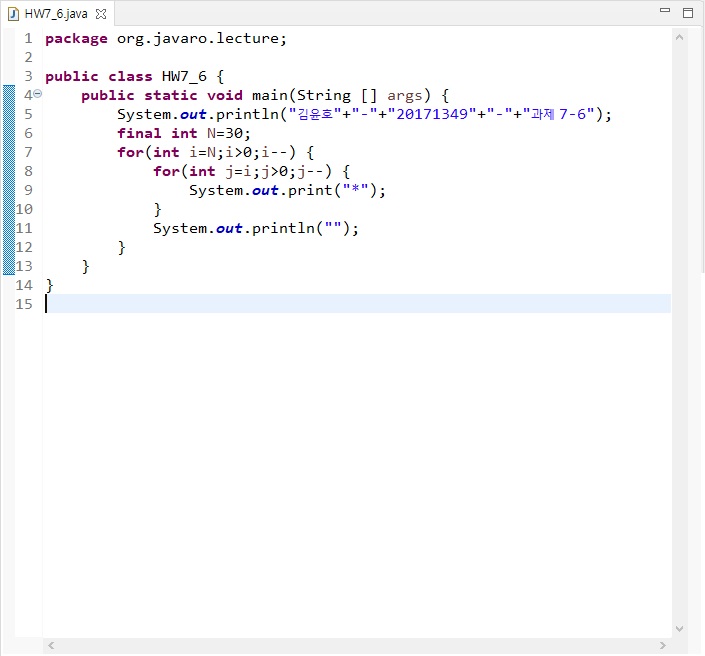 HW7_6.java
1 package org.javaro.lecture;
2
3 public class HW7_6 {
4     public static void main(String [] args) {
5         System.out.println("김윤호"+"-"+"20171349"+"-"+"과제 7-6");
6         final int N=30;
7         for(int i=N;i>0;i--) {
8             for(int j=i;j>0;j--) {
9                 System.out.print("*");
10             }
11             System.out.println("");
12         }
13     }
14 }
15